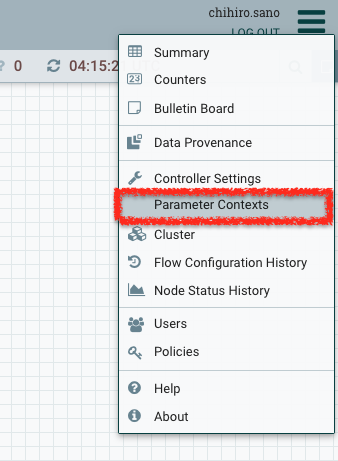 chihiro.sano
LOG OUT
0 04:15:2
Summary
Counters
Bulletin Board
Data Provenance
Controller Settings
Parameter Contexts
Cluster
Flow Configuration History
Node Status History
Users
Policies
Help
About